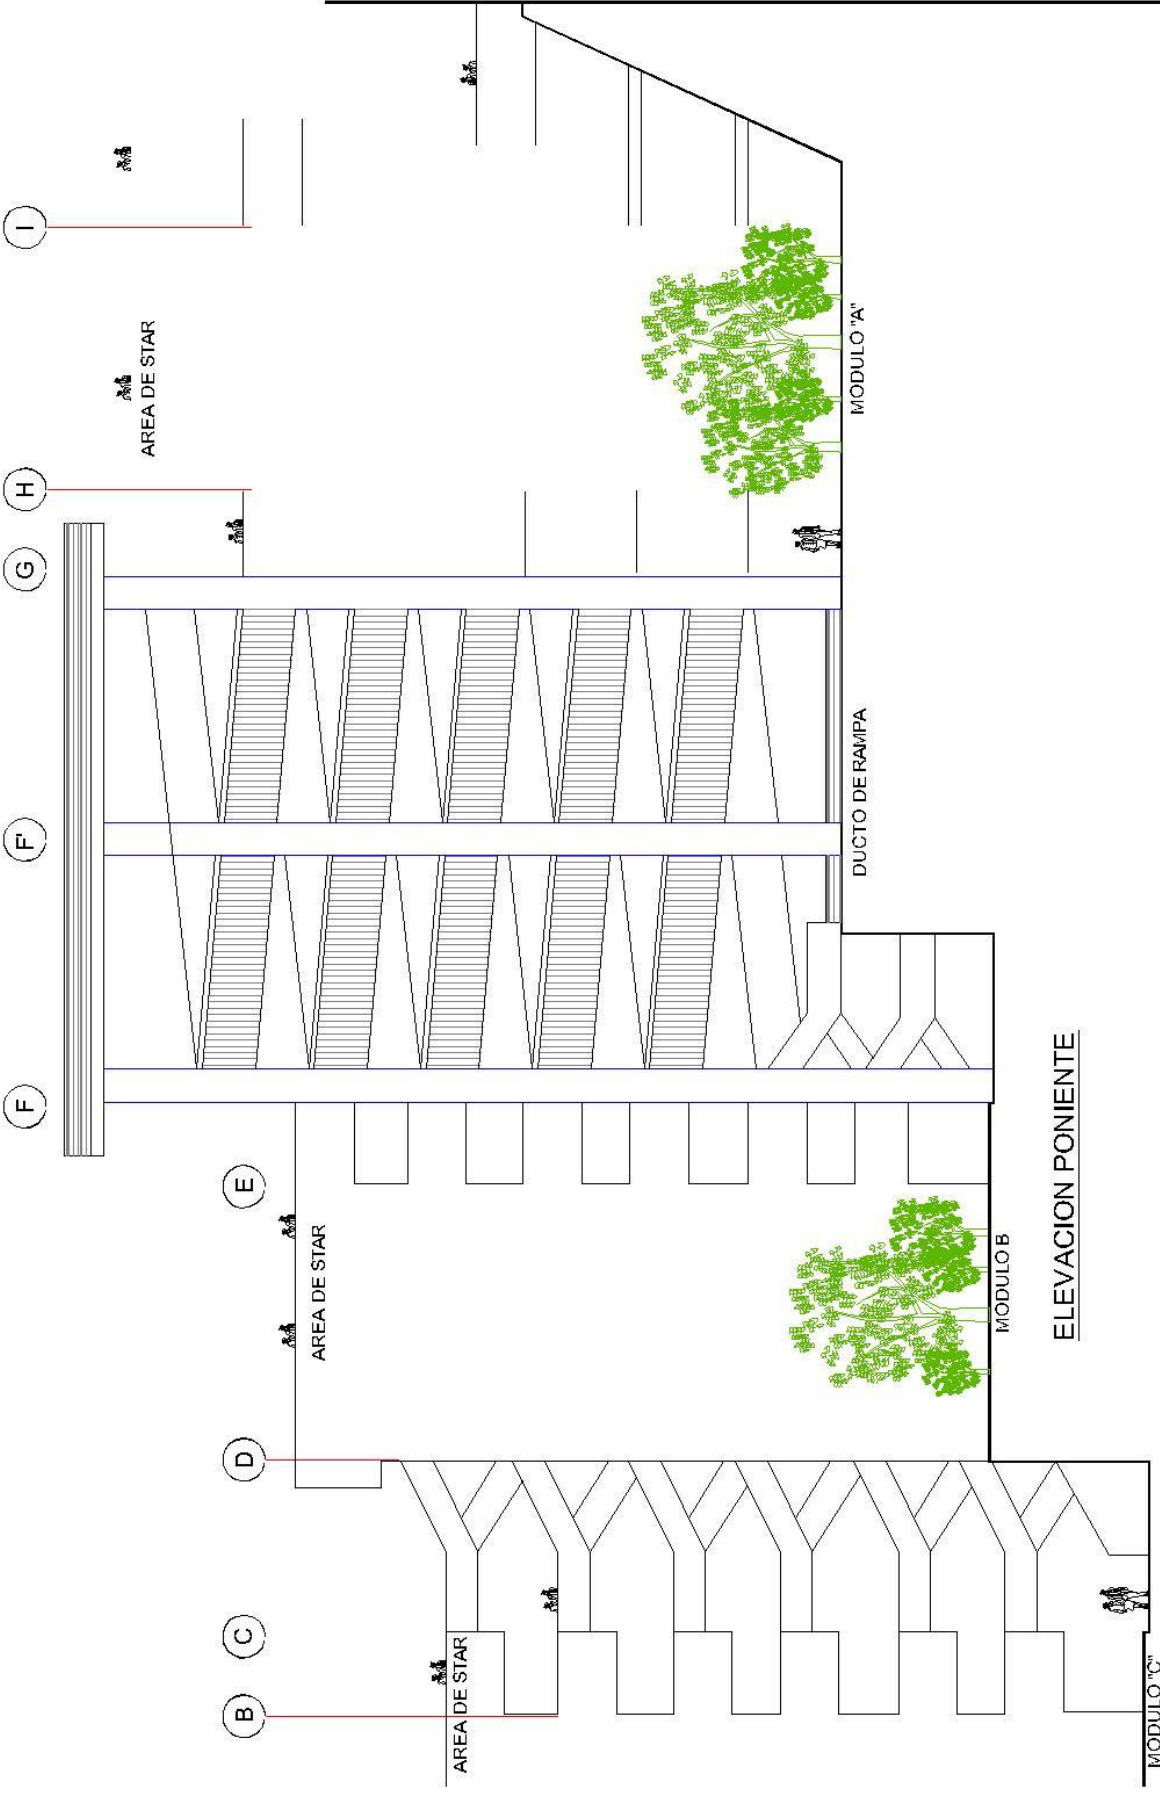 F F' G H I
AREA DE STAR
B C D E
AREA DE STAR
AREA DE STAR
DUCTO DE RAMPA MODULO "A"
MODULO B
ELEVACION PONIENTE
MODULO "C"